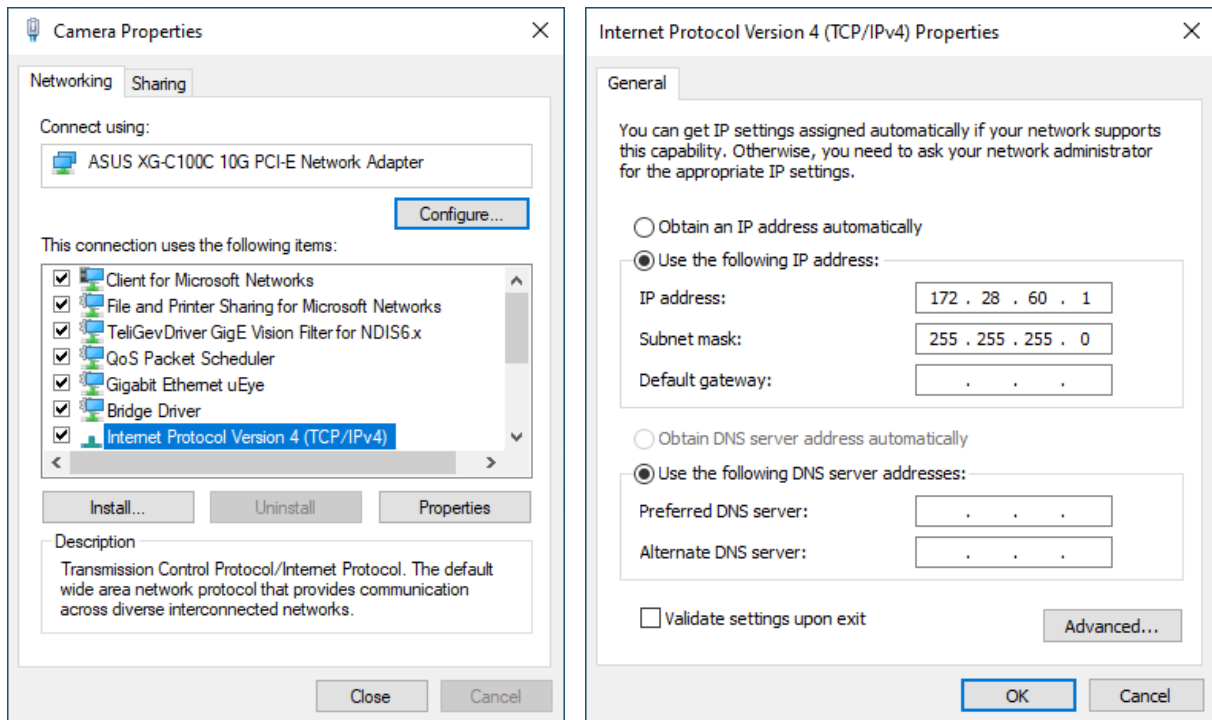 Camera Properties
Networking
Sharing
Connect using:
ASUS XG-C100C 10G PCI-E Network Adapter
Configure...
This connection uses the following items:
Client for Microsoft Networks
File and Printer Sharing for Microsoft Networks
TeliGevDriver GigE Vision Filter for NDIS6.x
QoS Packet Scheduler
Gigabit Ethernet uEye
Bridge Driver
Internet Protocol Version 4 (TCP/IPv4)
Install...
Uninstall
Properties
Description
Transmission Control Protocol/Internet Protocol. The default
wide area network protocol that provides communication
across diverse interconnected networks.
Close
Cancel
Internet Protocol Version 4 (TCP/IPv4) Properties
General
You can get IP settings assigned automatically if your network supports
this capability. Otherwise, you need to ask your network administrator
for the appropriate IP settings.
Obtain an IP address automatically
Use the following IP address:
IP address:
172 . 28 . 60 . 1
Subnet mask:
255 . 255 . 255 . 0
Default gateway:
. . .
Obtain DNS server address automatically
Use the following DNS server addresses:
Preferred DNS server:
. . .
Alternate DNS server:
. . .
Validate settings upon exit
Advanced...
OK
Cancel